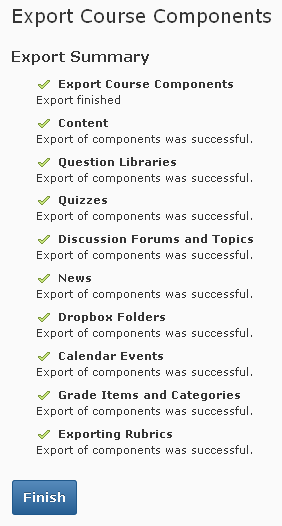 Export Course Components
Export Summary
Export Course Components
Export finished
Content
Export of components was successful.
Question Libraries
Export of components was successful.
Quizzes
Export of components was successful.
Discussion Forums and Topics
Export of components was successful.
News
Export of components was successful.
Dropbox Folders
Export of components was successful.
Calendar Events
Export of components was successful.
Grade Items and Categories
Export of components was successful.
Exporting Rubrics
Export of components was successful.
Finish